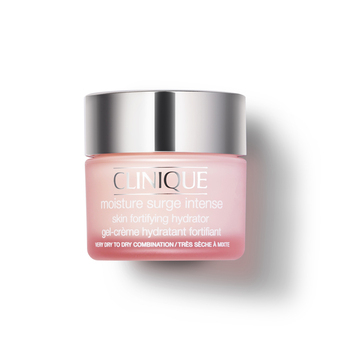 CLINIQUE
moisture surge intense
skin fortifying hydrator
gel-crème hydratant fortifiant
VERY DRY TO DRY COMBINATION / TRÈS SÈCHE À MIXTE